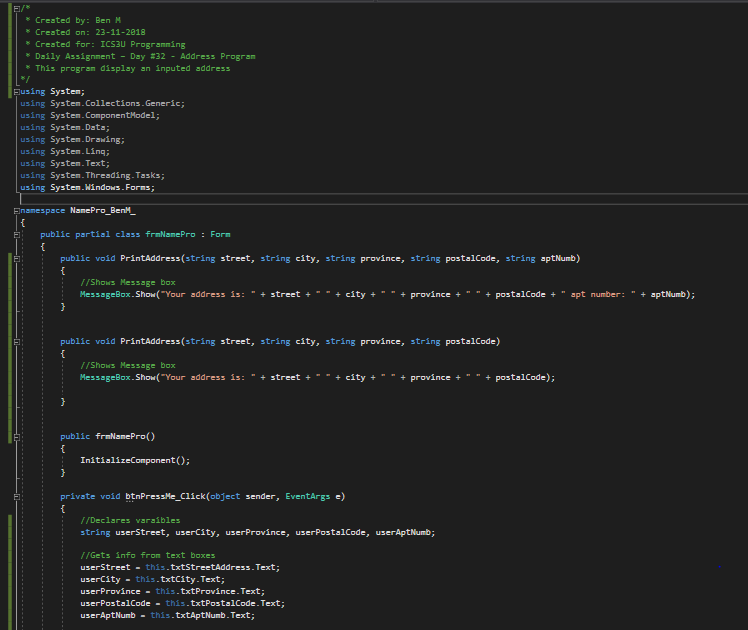 /*
* Created by: Ben M
* Created on: 23-11-2018
* Created for: ICS3U Programming
* Daily Assignment – Day #32 - Address Program
* This program display an inputed address
*/
using System;
using System.Collections.Generic;
using System.ComponentModel;
using System.Data;
using System.Drawing;
using System.Linq;
using System.Text;
using System.Threading.Tasks;
using System.Windows.Forms;
namespace NamePro_BenM_
{
public partial class frmNamePro : Form
{
public void PrintAddress(string street, string city, string province, string postalCode, string aptNumb)
{
//Shows Message box
MessageBox.Show("Your address is: " + street + " " + city + " " + province + " " + postalCode + " apt number: " + aptNumb);
}
public void PrintAddress(string street, string city, string province, string postalCode)
{
//Shows Message box
MessageBox.Show("Your address is: " + street + " " + city + " " + province + " " + postalCode);
}
public frmNamePro()
{
InitializeComponent();
}
private void btnPressMe_Click(object sender, EventArgs e)
{
//Declares varaibles
string userStreet, userCity, userProvince, userPostalCode, userAptNumb;
//Gets info from text boxes
userStreet = this.txtStreetAddress.Text;
userCity = this.txtCity.Text;
userProvince = this.txtProvince.Text;
userPostalCode = this.txtPostalCode.Text;
userAptNumb = this.txtAptNumb.Text;